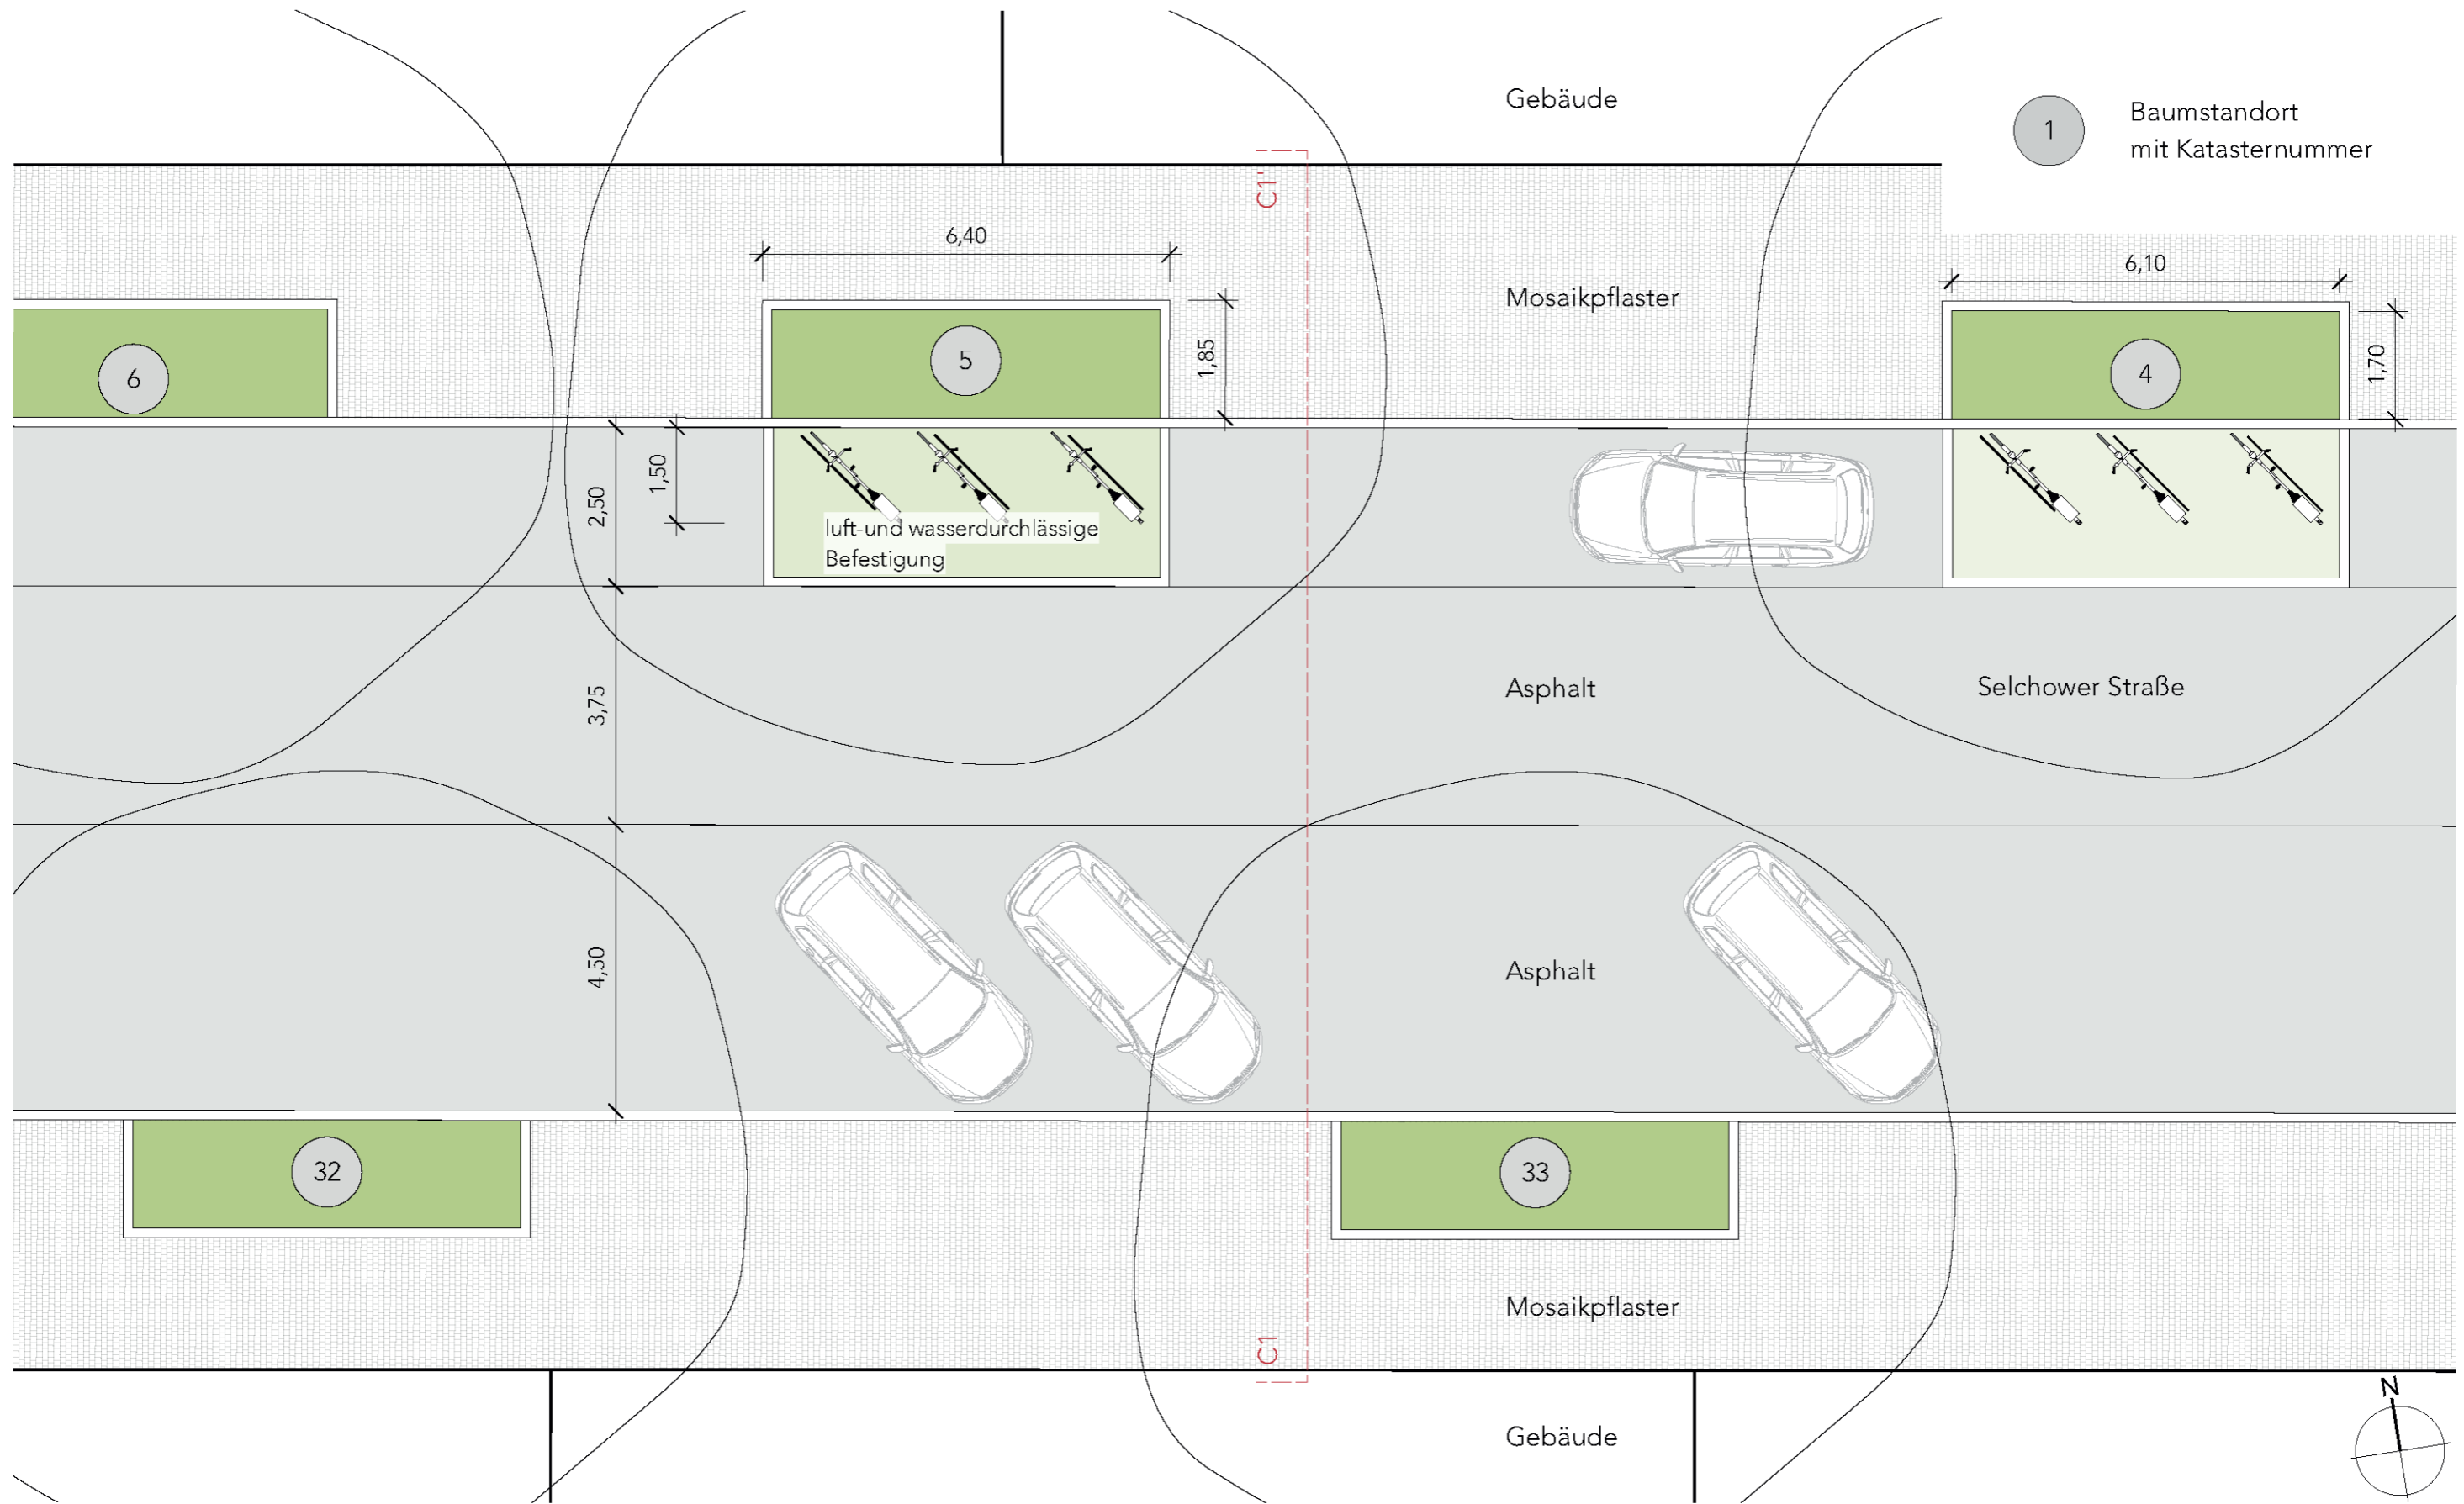 Gebäude
1
Baumstandort
mit Katasternummer
C1'
6,40
Mosaikpflaster
6,10
6
5
1,85
4
1,70
2,50
1,50
luft-und wasserdurchlässige
Befestigung
3,75
Asphalt
Selchower Straße
4,50
Asphalt
32
33
Mosaikpflaster
C1
Gebäude
N